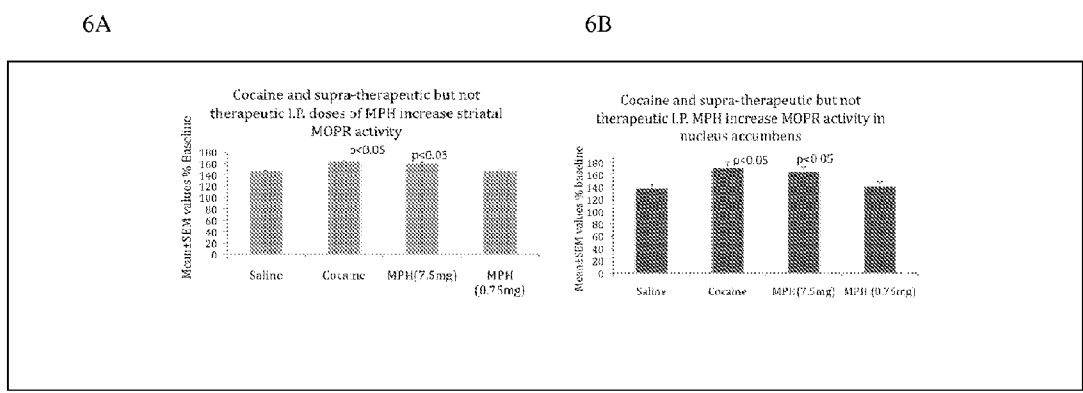 6A
6B
Cocaine and supra-therapeutic but not
therapeutic I.P. doses of MPH increase striatal
MOPR activity
Mean±SEM values % Baseline
180
160
140
120
100
80
60
40
20
0
p<0.05
p<0.05
Saline
Cocaine
MPH(7.5mg)
MPH
(0.75mg)
Cocaine and supra-therapeutic but not
therapeutic I.P. MPH increase MOPR activity in
nucleus accumbens
Mean±SEM values % baseline
180
160
140
120
100
80
60
40
20
0
p<0.05
p<0.05
Saline
Cocaine
MPH(7.5mg)
MPH (0.75mg)